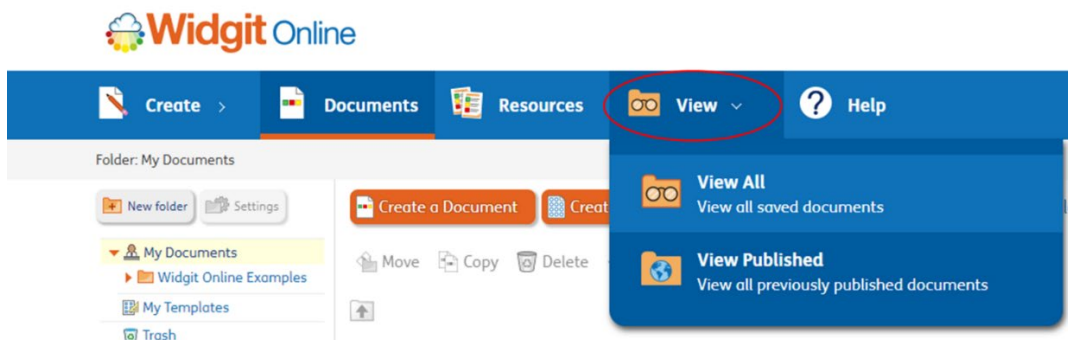 Widgit Online
Create > Documents Resources View Help
Folder: My Documents
New folder Settings
Create a Document Creat
View All
View all saved documents
My Documents
Move Copy Delete
Widgit Online Examples
View Published
View all previously published documents
My Templates
Trash